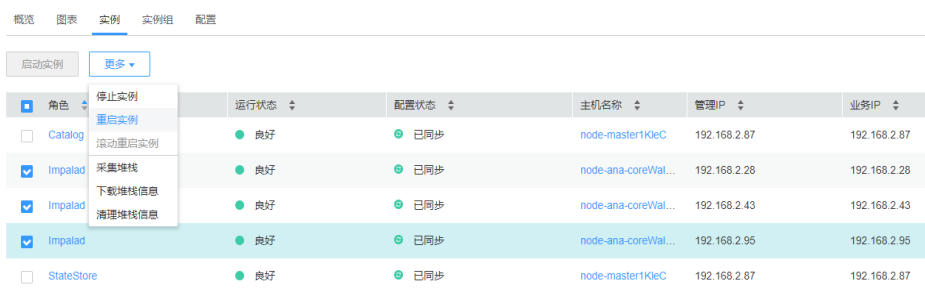 概览 图表 实例 实例组 配置
启动实例 更多
角色 运行状态 配置状态 主机名称 管理IP 业务IP
停止实例
重启实例
滚动重启实例
采集堆栈
下载堆栈信息
清理堆栈信息
Catalog 良好 已同步 node-master1KleC 192.168.2.87 192.168.2.87
Impalad 良好 已同步 node-ana-coreWal... 192.168.2.28 192.168.2.28
Impalad 良好 已同步 node-ana-coreWal... 192.168.2.43 192.168.2.43
Impalad 良好 已同步 node-ana-coreWal... 192.168.2.95 192.168.2.95
StateStore 良好 已同步 node-master1KleC 192.168.2.87 192.168.2.87